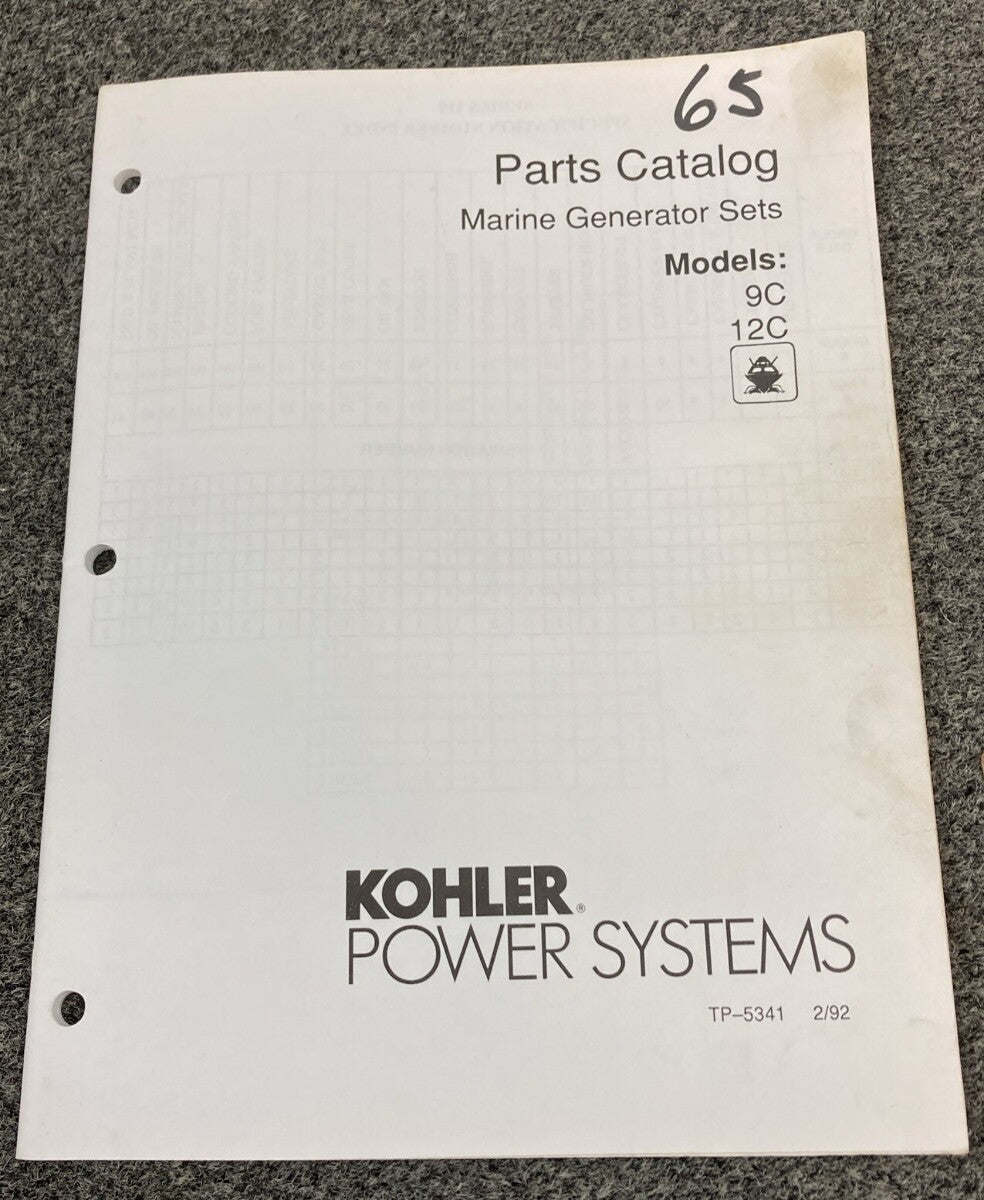 65
Parts Catalog
Marine Generator Sets
Models:
9C
12C
KOHLER®
POWER SYSTEMS
TP–5341 2/92